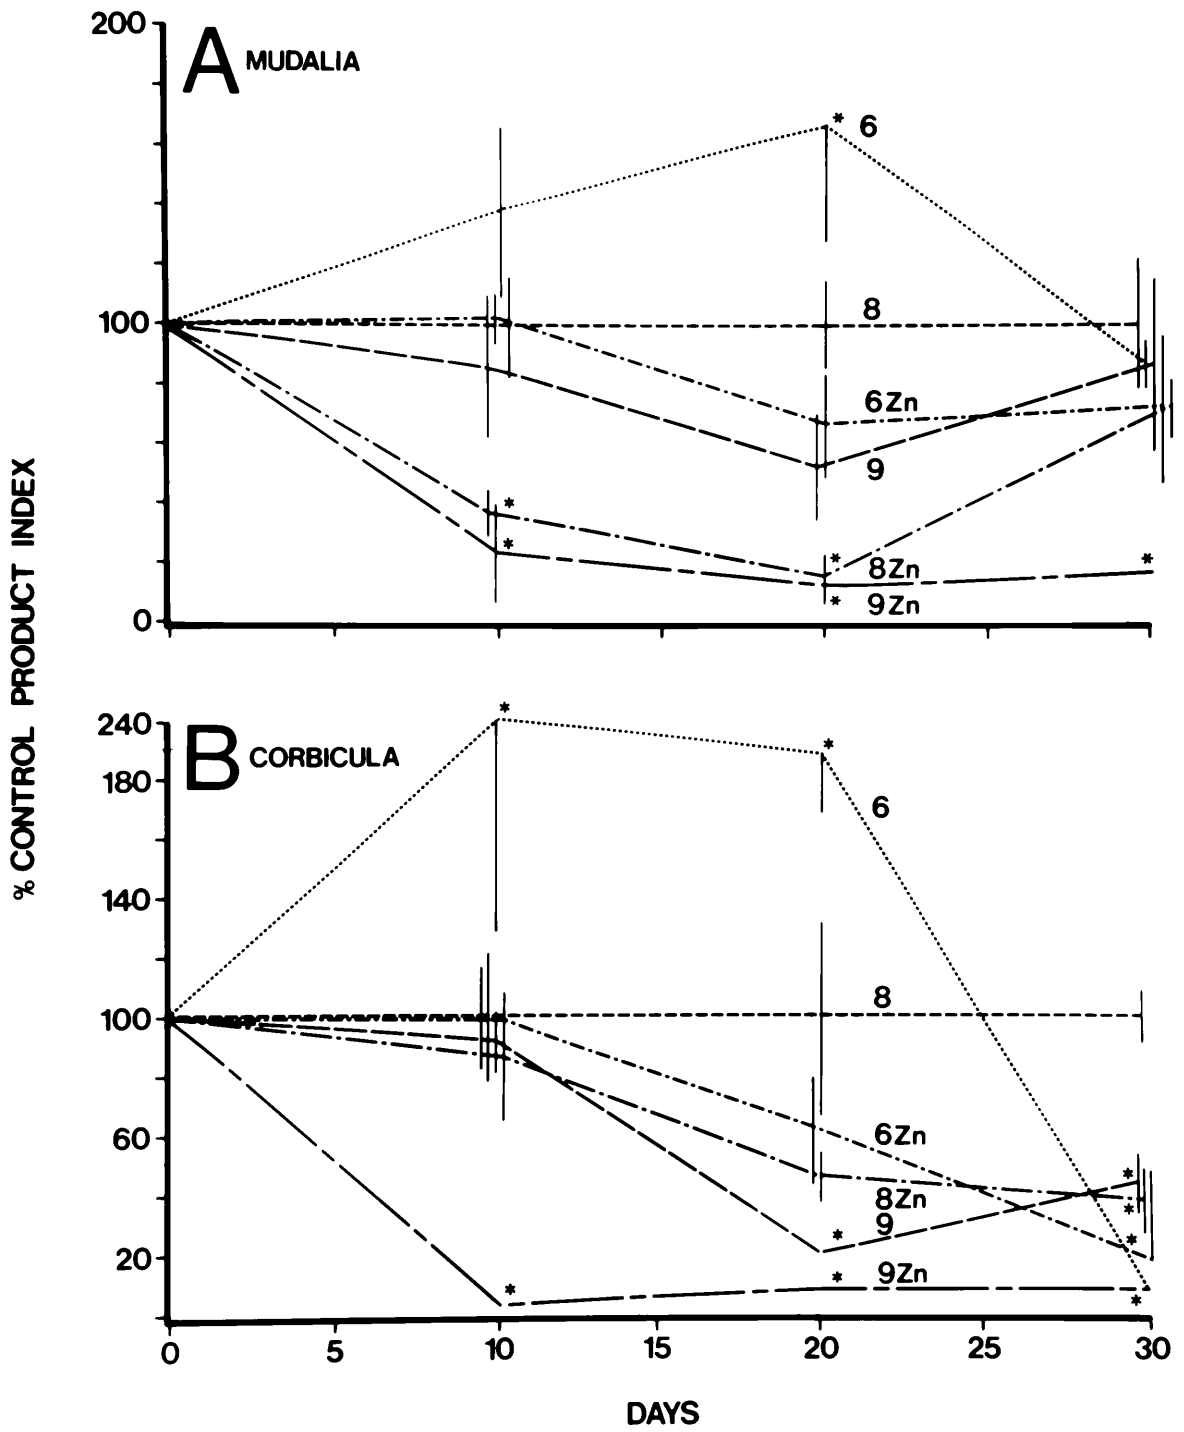 % CONTROL PRODUCT INDEX
200
A MUDALIA
* 6
100
8
6Zn
9
*
*
* 8Zn
*
* 9Zn
0
240
*
B CORBICULA
*
180
6
140
8
100
6Zn
60
*
8Zn
*
9
*
*
20
9Zn
*
*
*
0 5 10 15 20 25 30
DAYS